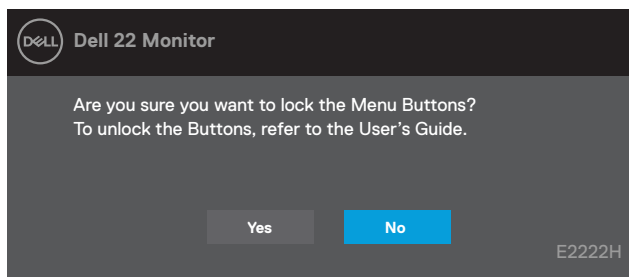 DELL Dell 22 Monitor
Are you sure you want to lock the Menu Buttons?
To unlock the Buttons, refer to the User's Guide.
Yes No
E2222H